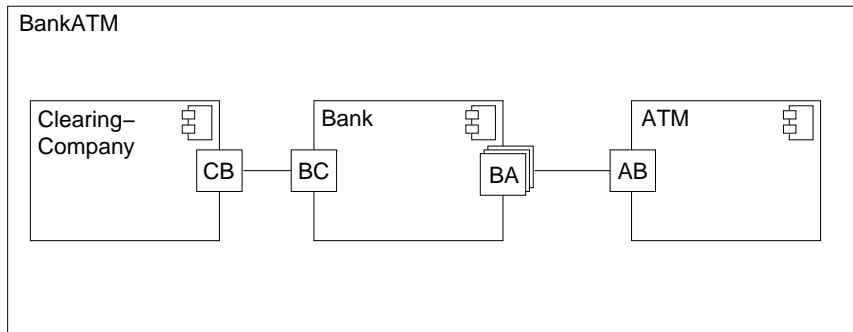 BankATM
Clearing–
Company
Bank
ATM
CB
BC
BA
AB